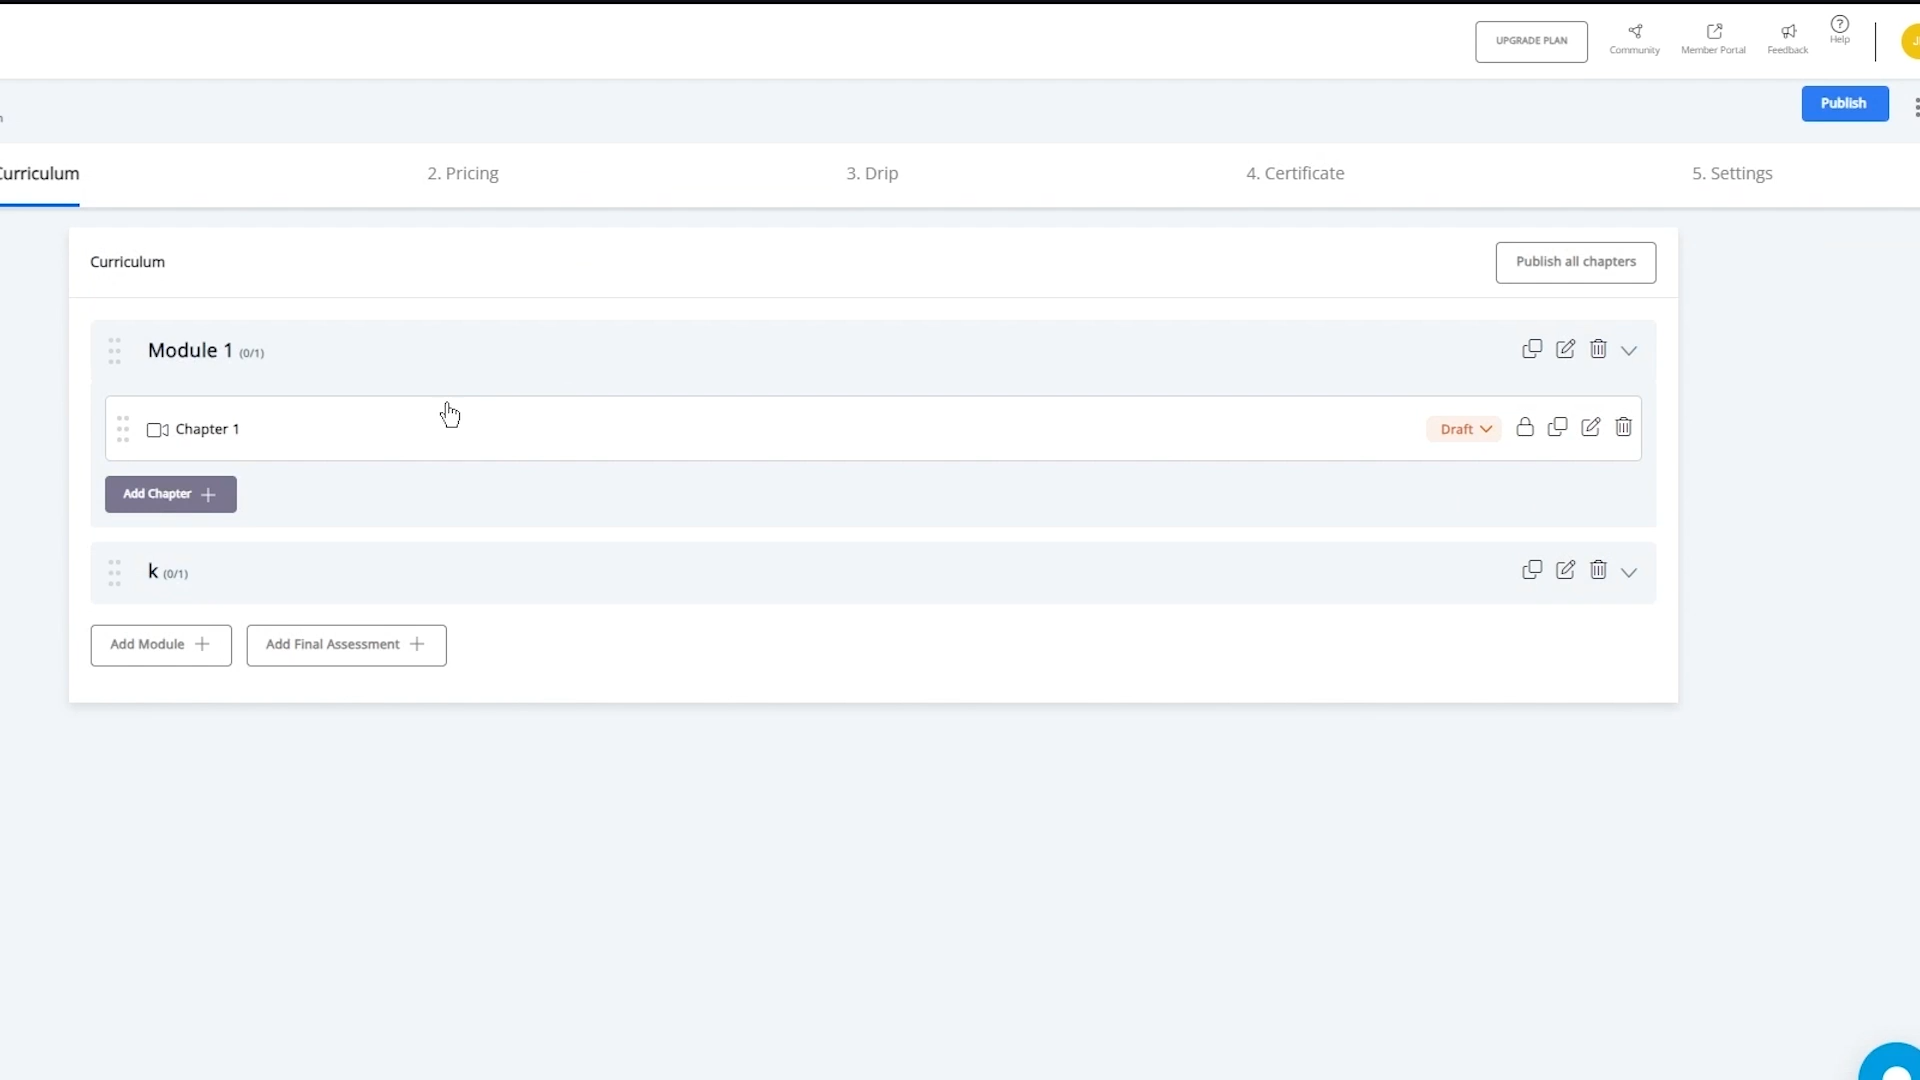 UPGRADE PLAN
Community
Member Portal
Feedback
Help
Publish
Curriculum
2. Pricing
3. Drip
4. Certificate
5. Settings
Curriculum
Publish all chapters
Module 1 (0/1)
Chapter 1
Draft
Add Chapter
k (0/1)
Add Module
Add Final Assessment